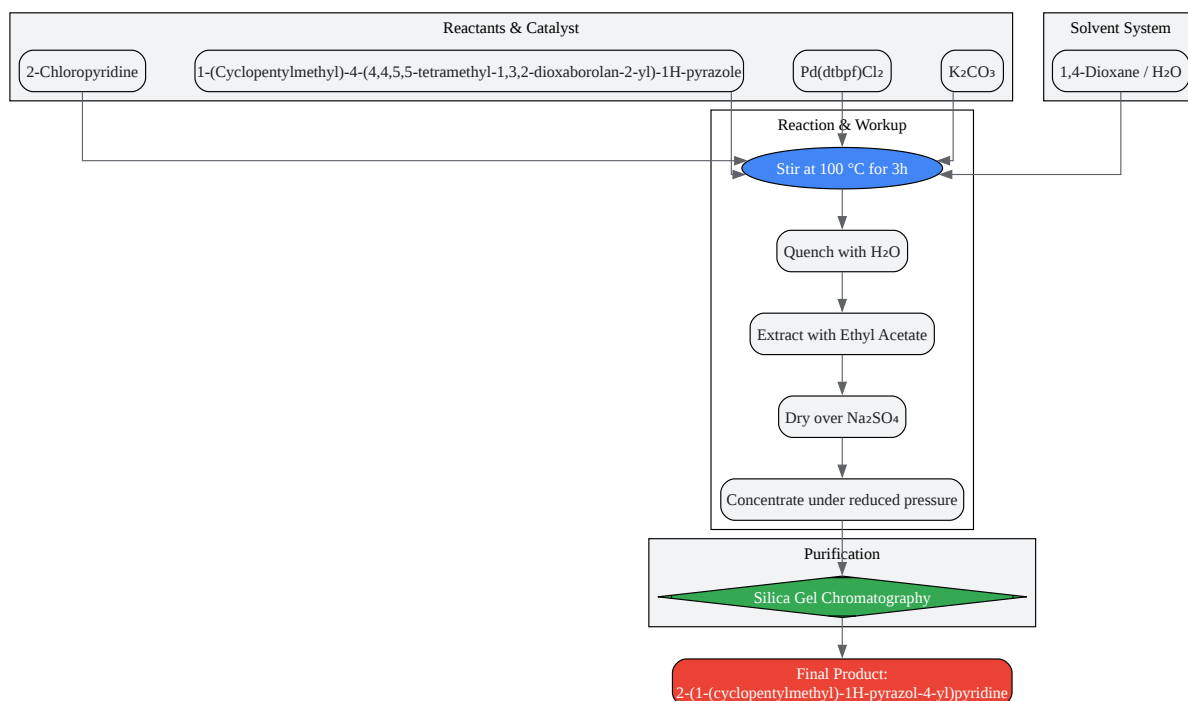 Reactants & Catalyst
Solvent System
2-Chloropyridine
1-(Cyclopentylmethyl)-4-(4,4,5,5-tetramethyl-1,3,2-dioxaborolan-2-yl)-1H-pyrazole
Pd(dtbpf)Cl₂
K₂CO₃
1,4-Dioxane / H₂O
Reaction & Workup
Stir at 100 °C for 3h
Quench with H₂O
Extract with Ethyl Acetate
Dry over Na₂SO₄
Concentrate under reduced pressure
Purification
Silica Gel Chromatography
Final Product:
2-(1-(cyclopentylmethyl)-1H-pyrazol-4-yl)pyridine